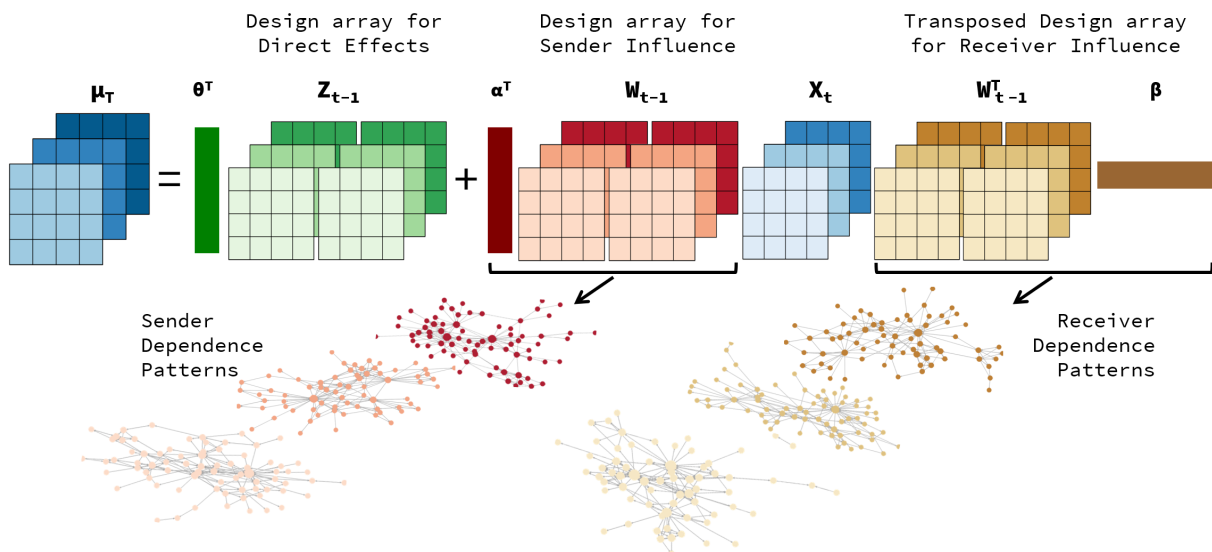 Design array for
Direct Effects
Design array for
Sender Influence
Transposed Design array
for Receiver Influence
μT = θᵀ Zt-1 + αᵀ Wt-1 Xt Wᵀt-1 β
Sender
Dependence
Patterns
Receiver
Dependence
Patterns